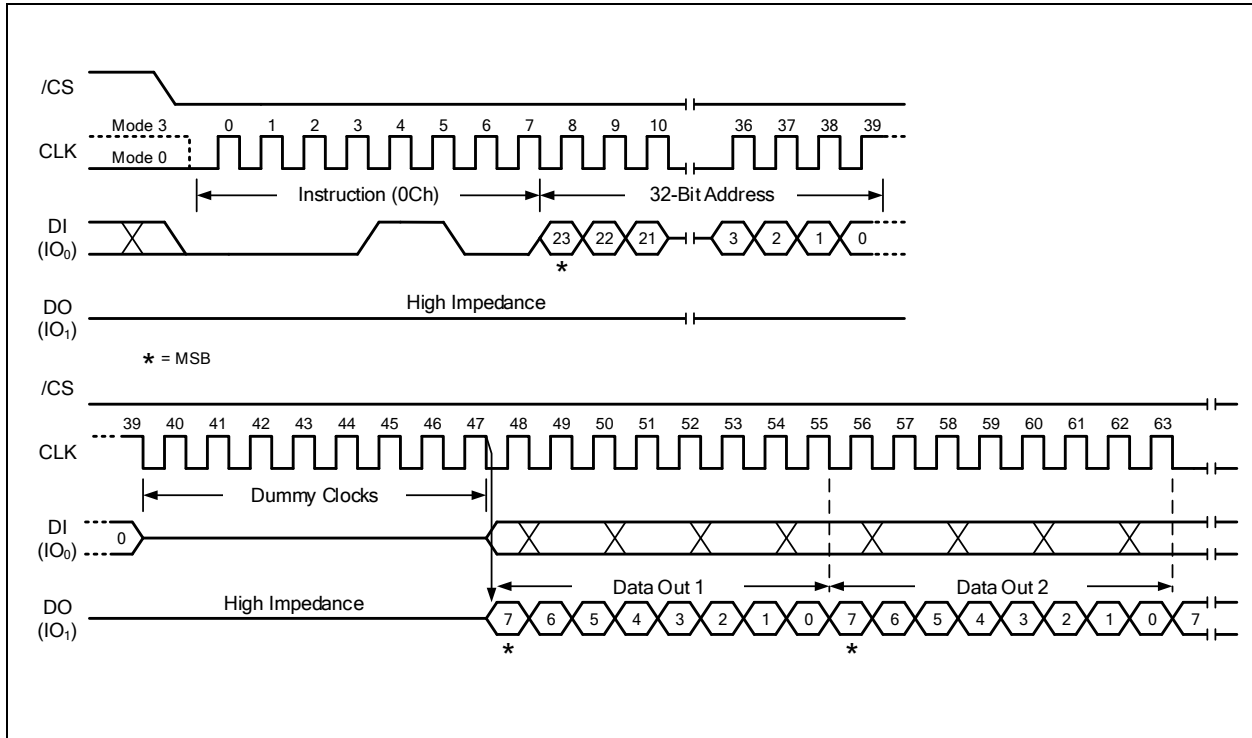 /CS
Mode 3 0 1 2 3 4 5 6 7 8 9 10 36 37 38 39
CLK
Mode 0
Instruction (0Ch) 32-Bit Address
DI
(IO0) 23 22 21 3 2 1 0
*
DO High Impedance
(IO1)
* = MSB
/CS
39 40 41 42 43 44 45 46 47 48 49 50 51 52 53 54 55 56 57 58 59 60 61 62 63
CLK
Dummy Clocks
DI
(IO0) 0
Data Out 1 Data Out 2
DO High Impedance
(IO1) 7 6 5 4 3 2 1 0 7 6 5 4 3 2 1 0 7
* *